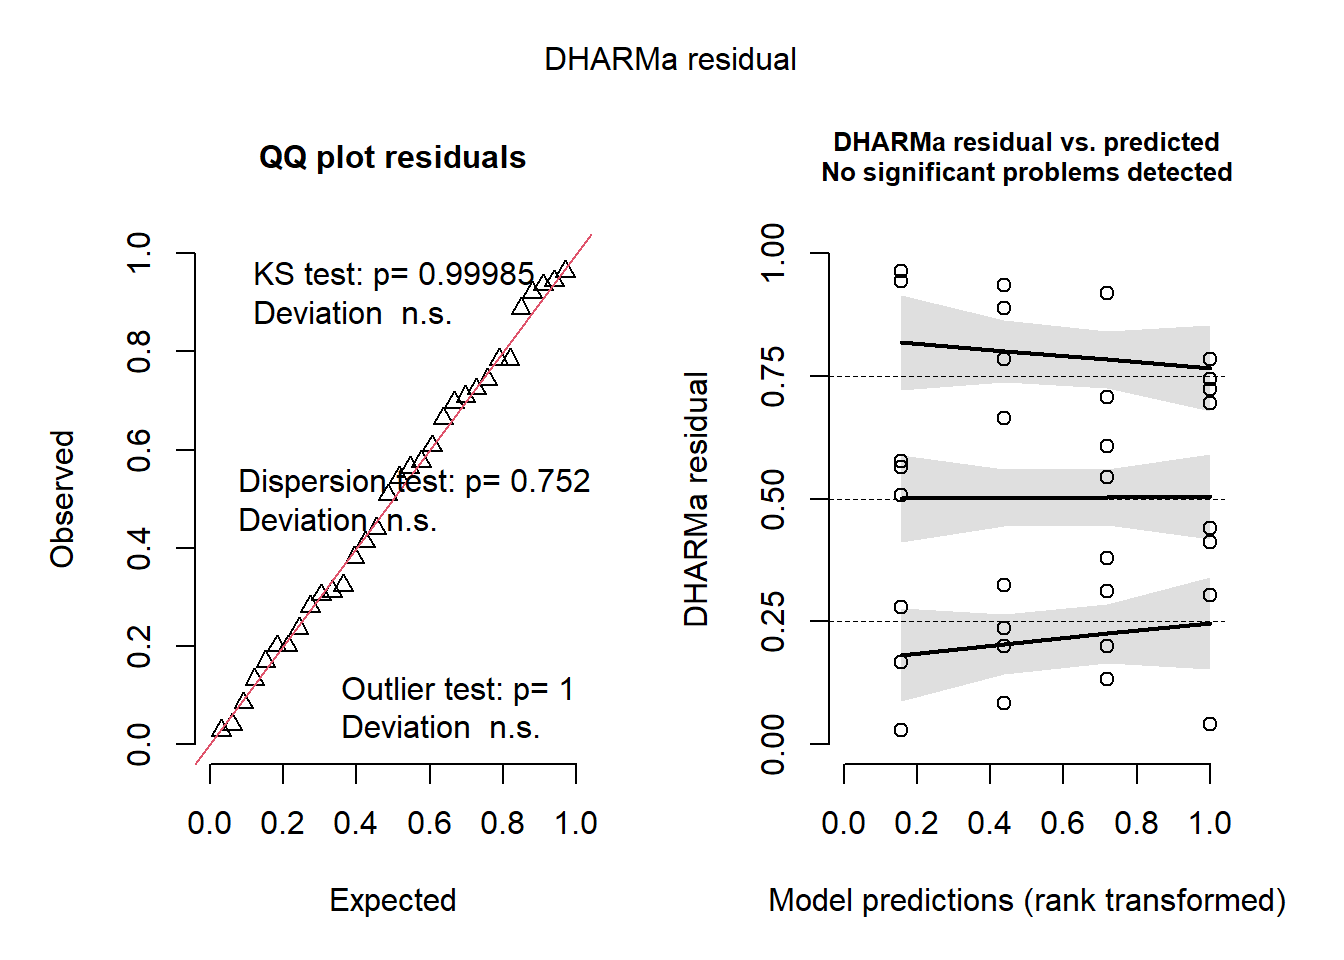 DHARMa residual
QQ plot residuals
KS test: p= 0.99985
Deviation  n.s.
Dispersion test: p= 0.752
Deviation  n.s.
Outlier test: p= 1
Deviation  n.s.
Observed
0.0 0.2 0.4 0.6 0.8 1.0
0.0 0.2 0.4 0.6 0.8 1.0
Expected
DHARMa residual vs. predicted
No significant problems detected
DHARMa residual
0.00 0.25 0.50 0.75 1.00
0.0 0.2 0.4 0.6 0.8 1.0
Model predictions (rank transformed)